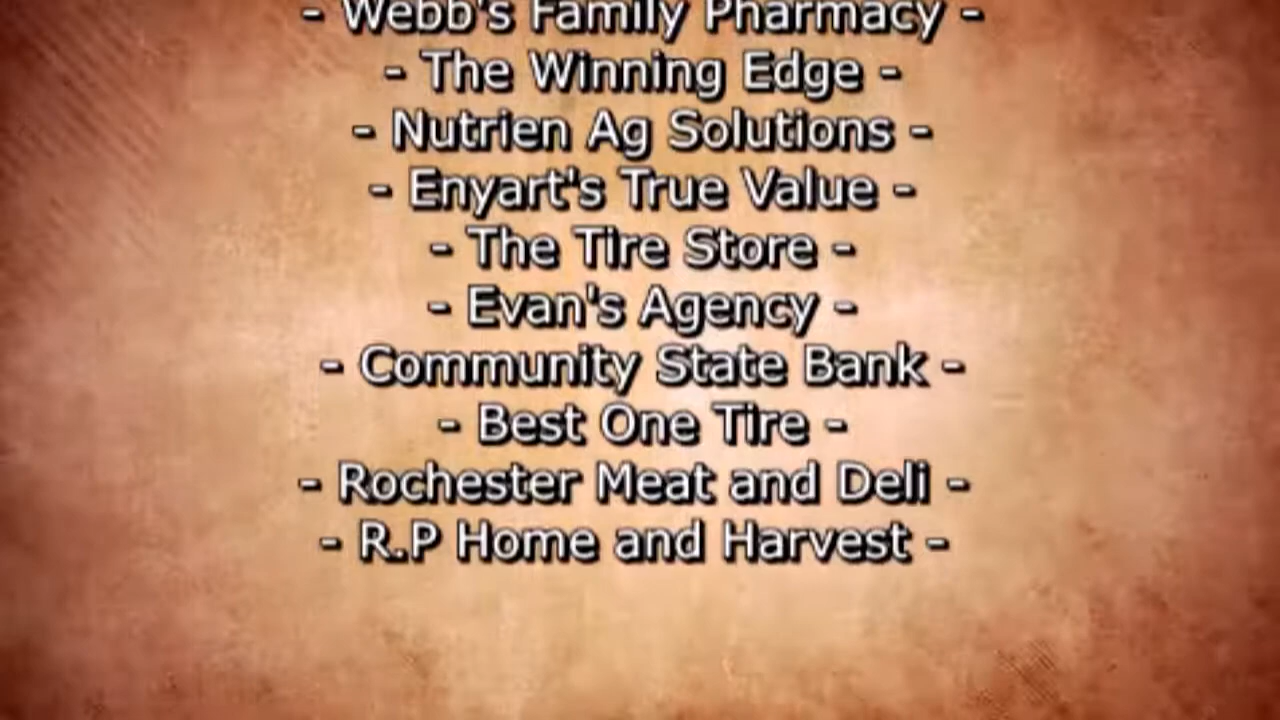 - Webb's Family Pharmacy -
- The Winning Edge -
- Nutrien Ag Solutions -
- Enyart's True Value -
- The Tire Store -
- Evan's Agency -
- Community State Bank -
- Best One Tire -
- Rochester Meat and Deli -
- R.P Home and Harvest -